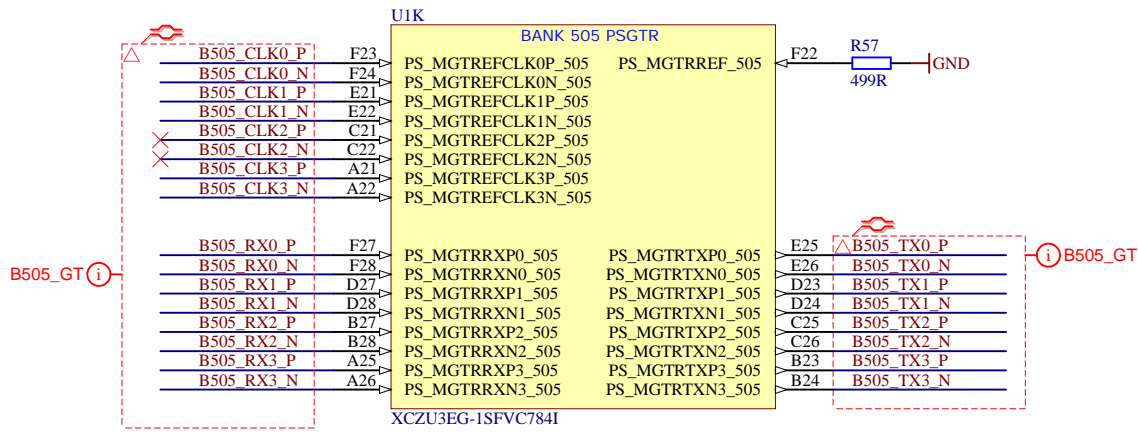 U1K
BANK 505 PSGTR
B505_CLK0_P F23 PS_MGTREFCLK0P_505 PS_MGTRREF_505 F22 R57 499R GND
B505_CLK0_N F24 PS_MGTREFCLK0N_505
B505_CLK1_P E21 PS_MGTREFCLK1P_505
B505_CLK1_N E22 PS_MGTREFCLK1N_505
B505_CLK2_P C21 PS_MGTREFCLK2P_505
B505_CLK2_N C22 PS_MGTREFCLK2N_505
B505_CLK3_P A21 PS_MGTREFCLK3P_505
B505_CLK3_N A22 PS_MGTREFCLK3N_505
B505_RX0_P F27 PS_MGTRRXP0_505 PS_MGTRTXP0_505 E25 B505_TX0_P
B505_GT i B505_RX0_N F28 PS_MGTRRXN0_505 PS_MGTRTXN0_505 E26 B505_TX0_N i B505_GT
B505_RX1_P D27 PS_MGTRRXP1_505 PS_MGTRTXP1_505 D23 B505_TX1_P
B505_RX1_N D28 PS_MGTRRXN1_505 PS_MGTRTXN1_505 D24 B505_TX1_N
B505_RX2_P B27 PS_MGTRRXP2_505 PS_MGTRTXP2_505 C25 B505_TX2_P
B505_RX2_N B28 PS_MGTRRXN2_505 PS_MGTRTXN2_505 C26 B505_TX2_N
B505_RX3_P A25 PS_MGTRRXP3_505 PS_MGTRTXP3_505 B23 B505_TX3_P
B505_RX3_N A26 PS_MGTRRXN3_505 PS_MGTRTXN3_505 B24 B505_TX3_N
XCZU3EG-1SFVC784I